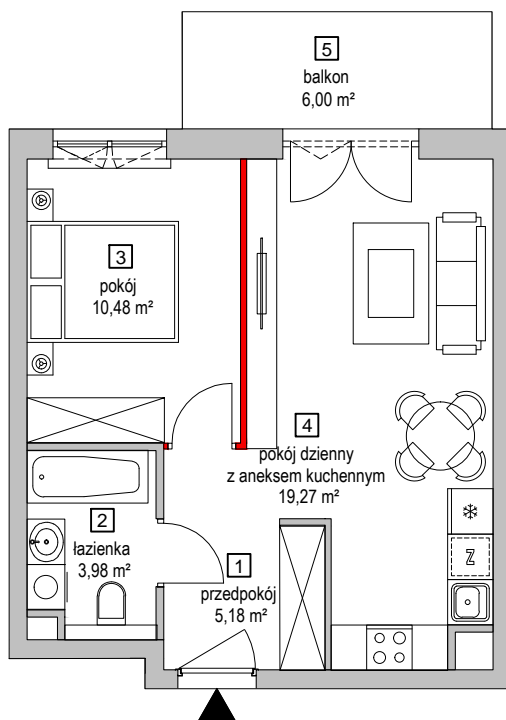 5
balkon
6,00 m²
3
pokój
10,48 m²
4
pokój dzienny
z aneksem kuchennym
19,27 m²
2
łazienka
3,98 m²
1
przedpokój
5,18 m²
Z